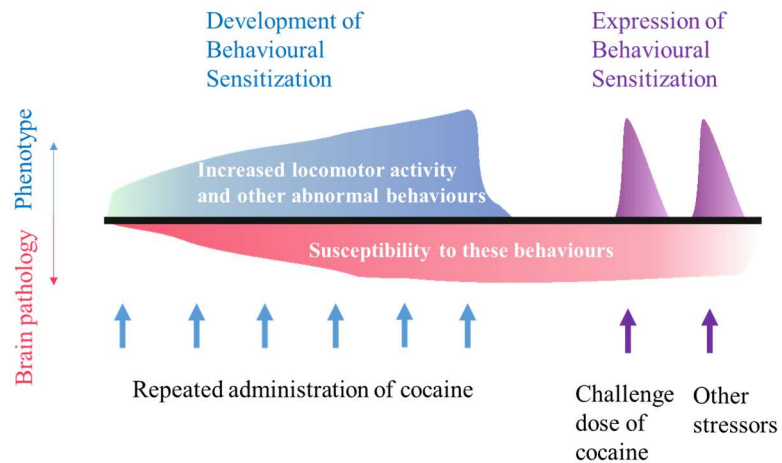 Development of
Behavioural
Sensitization
Expression of
Behavioural
Sensitization
Phenotype
Brain pathology
Increased locomotor activity
and other abnormal behaviours
Susceptibility to these behaviours
Repeated administration of cocaine
Challenge
dose of
cocaine
Other
stressors